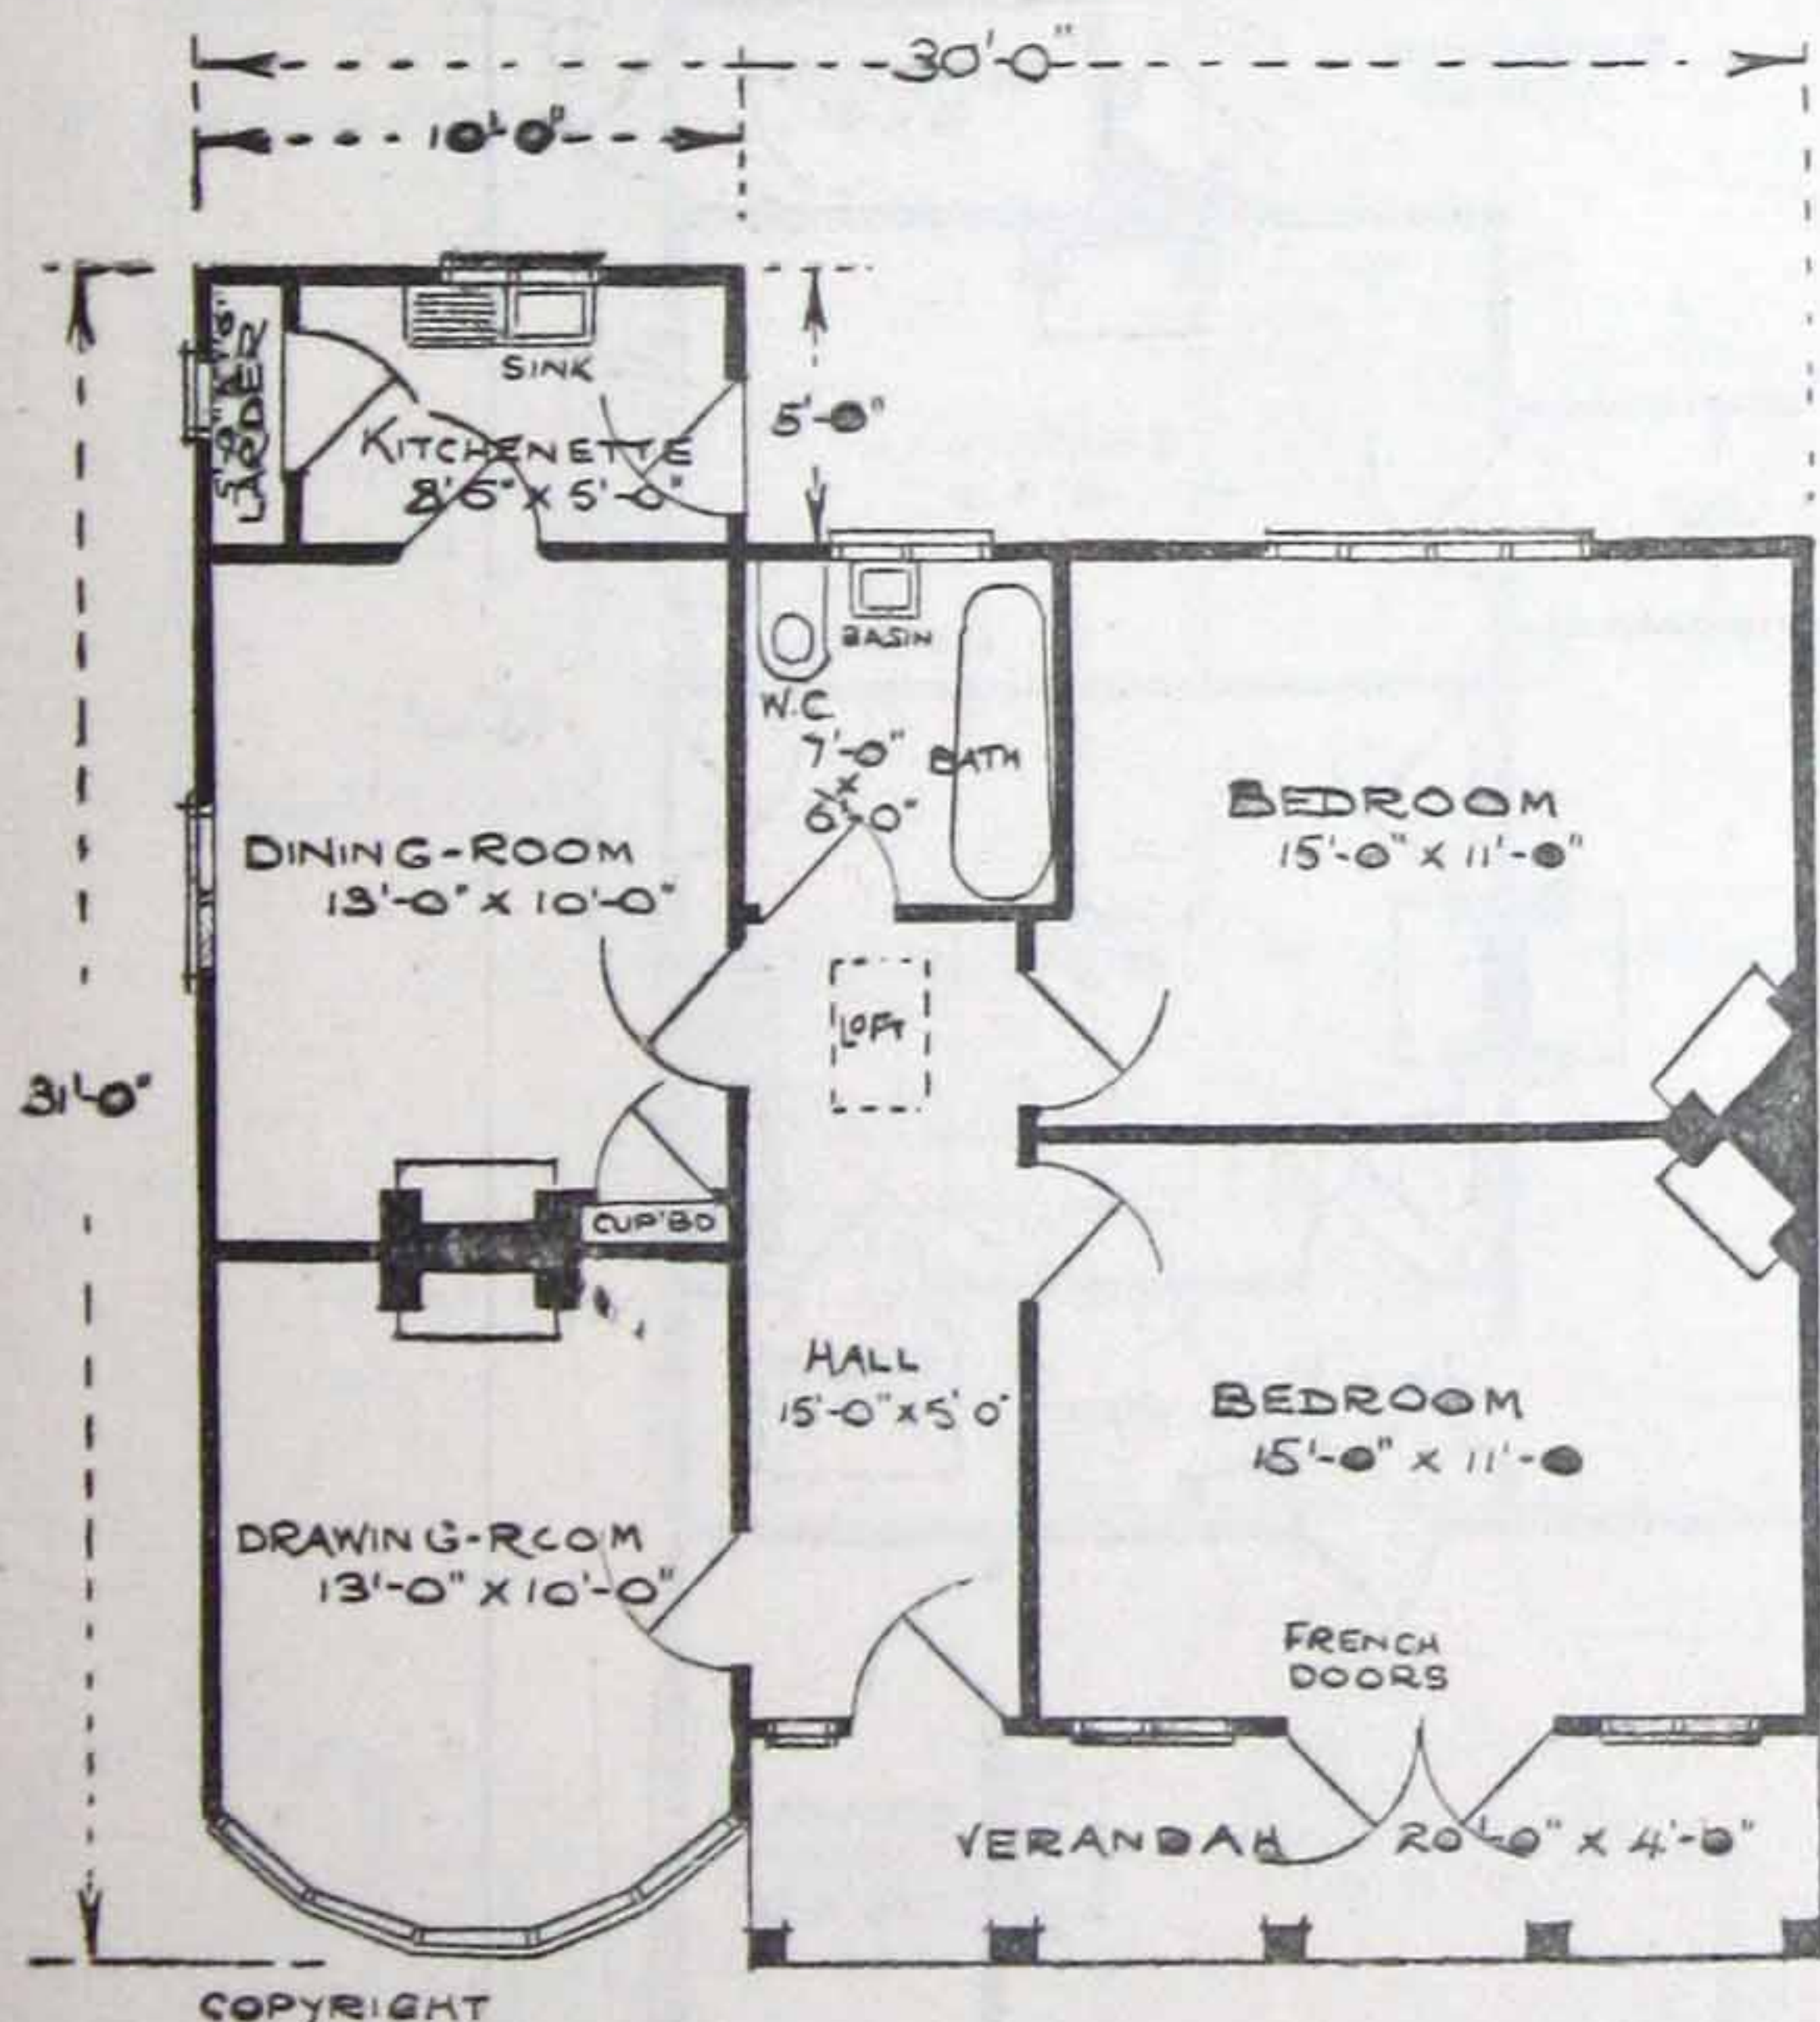 30'-0"
10'-0"
5'-0" x 1'6"
LARDER
SINK
KITCHENETTE
8'6" x 5'-0"
5'-0"
BASIN
W.C
7'-0"
x
6'-0"
BATH
BEDROOM
15'-0" x 11'-0"
DINING-ROOM
13'-0" x 10'-0"
LOFT
31'-0"
CUP'BD
HALL
15'-0" x 5'0"
BEDROOM
15'-0" x 11'-0
DRAWING-ROOM
13'-0" x 10'-0"
FRENCH
DOORS
VERANDAH 20'-0" x 4'-0"
COPYRIGHT